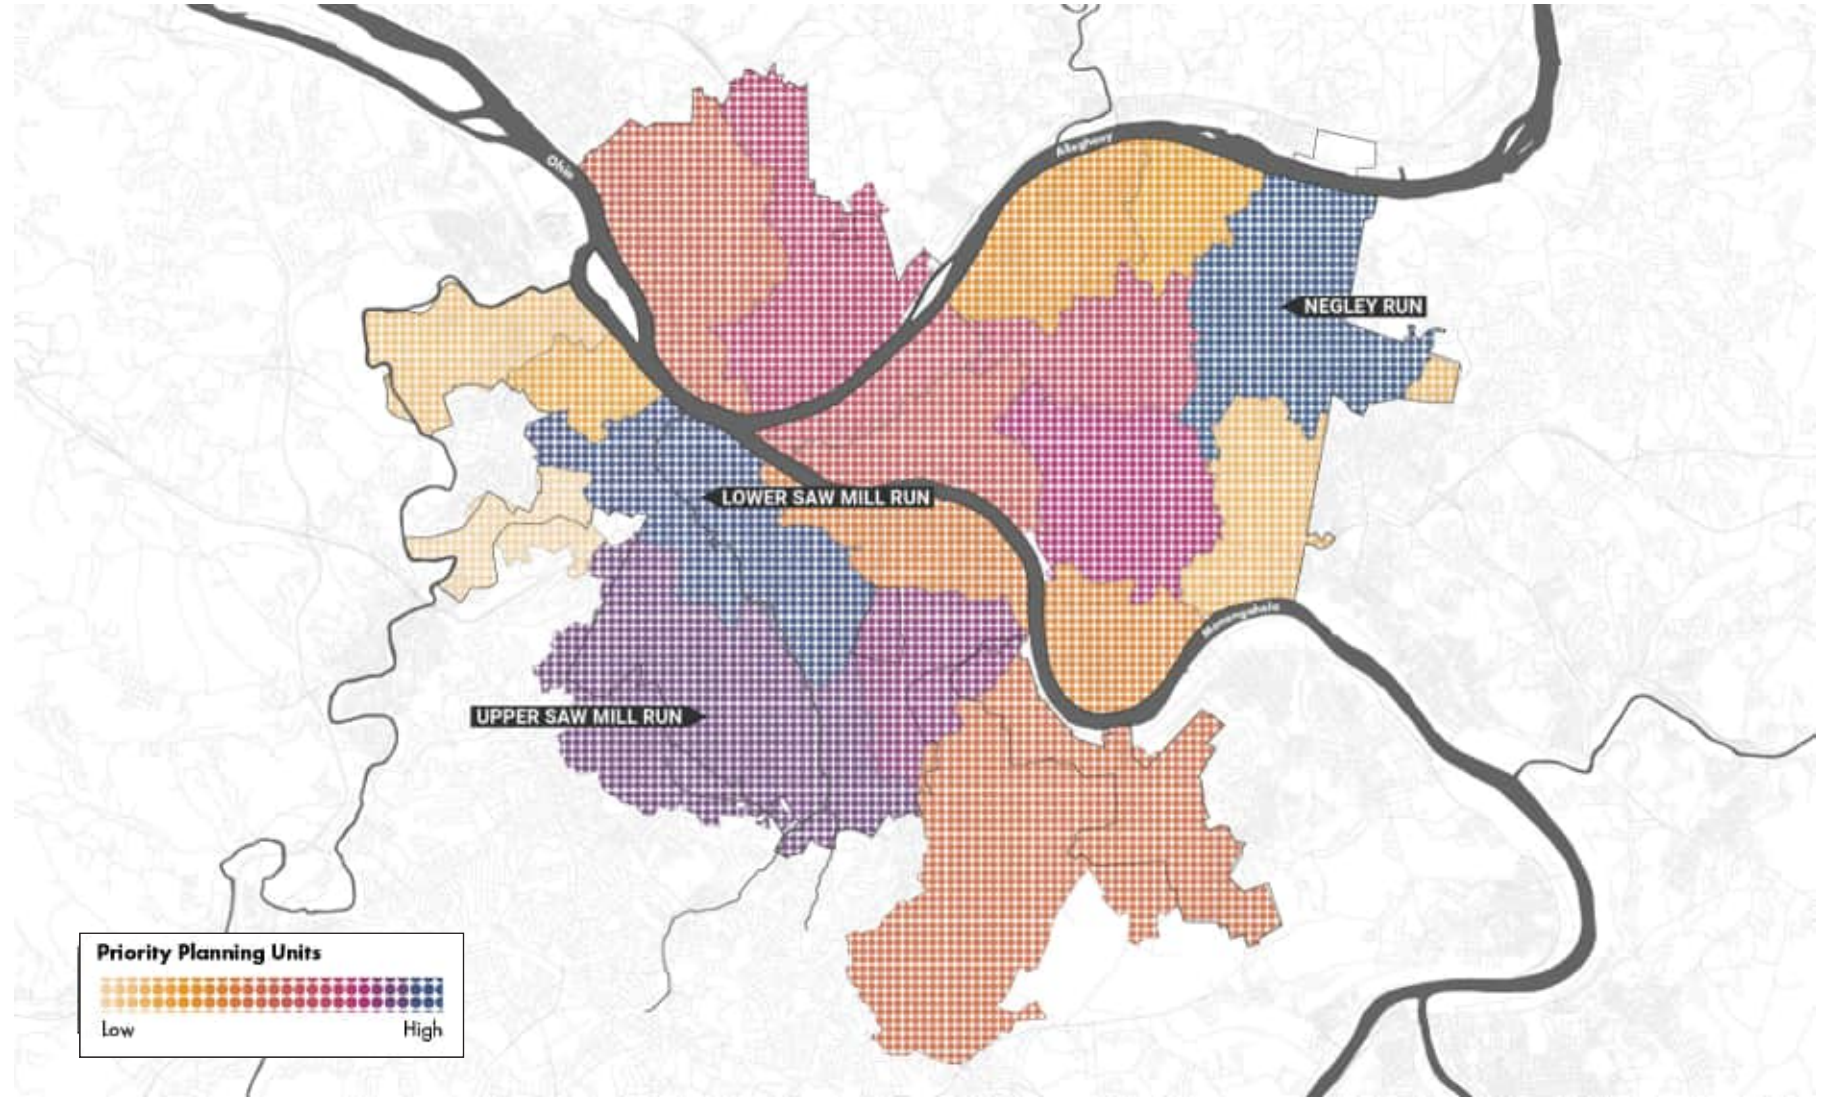 Ohio
Allegheny
NEGLEY RUN
LOWER SAW MILL RUN
Monongahela
UPPER SAW MILL RUN
Priority Planning Units
Low
High